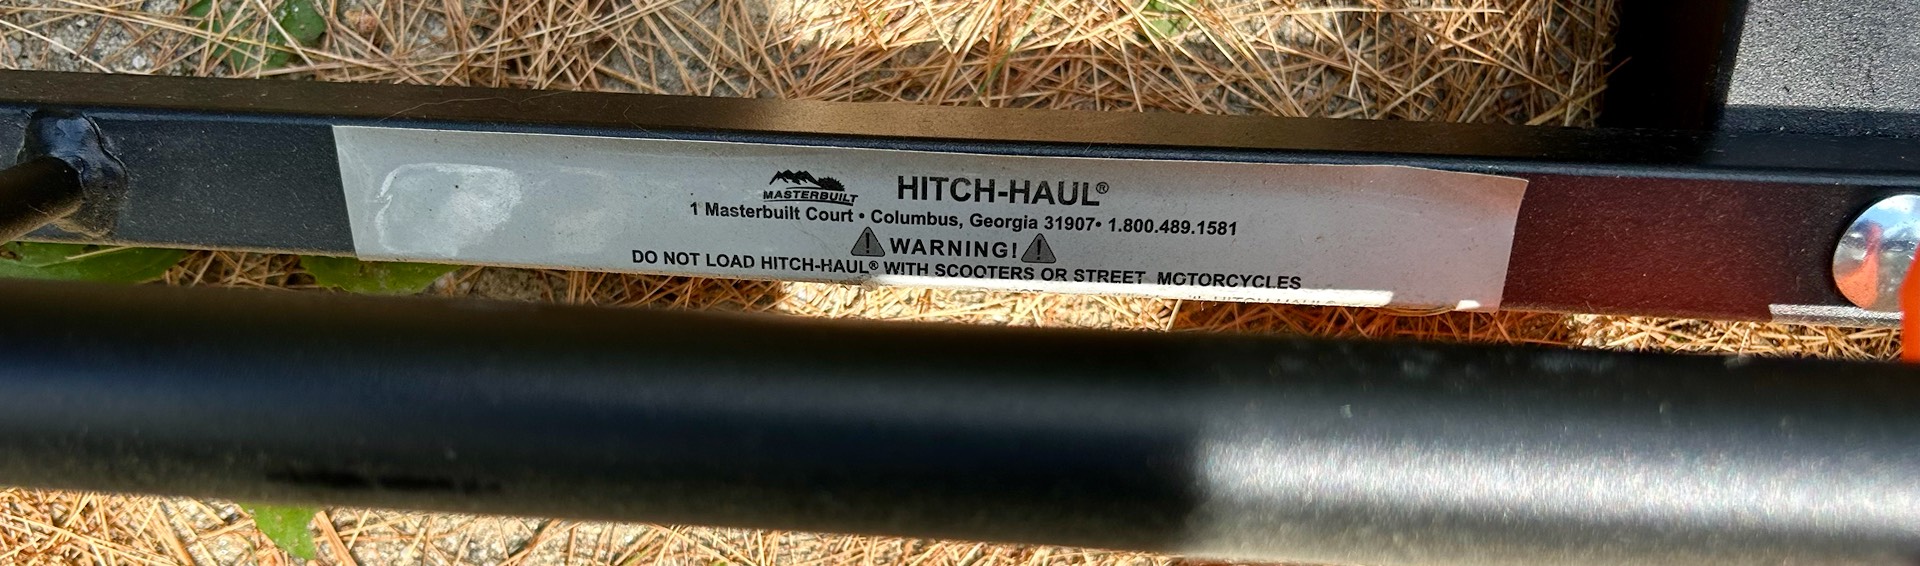 MASTERBUILT HITCH-HAUL®
1 Masterbuilt Court • Columbus, Georgia 31907• 1.800.489.1581
WARNING!
DO NOT LOAD HITCH-HAUL® WITH SCOOTERS OR STREET MOTORCYCLES